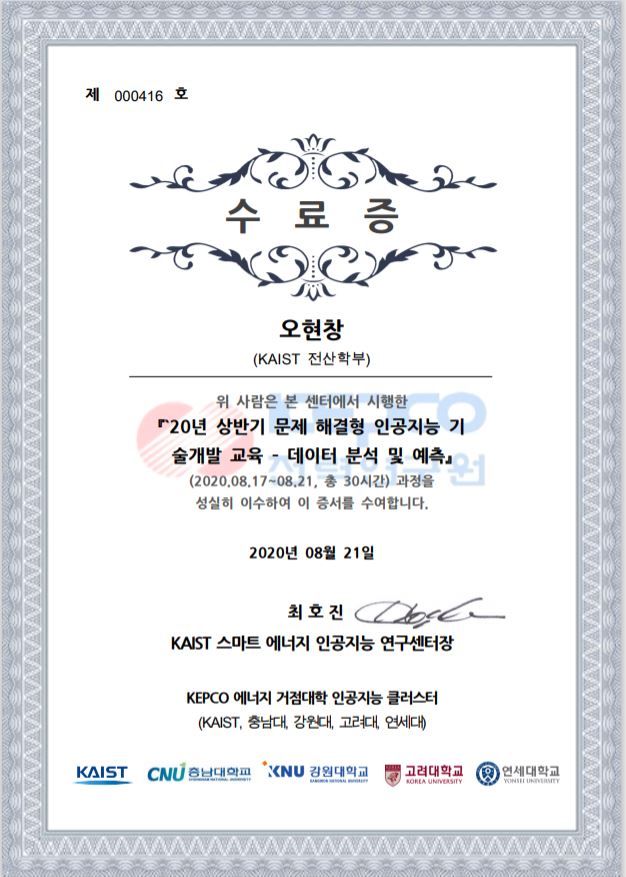 제 000416 호
수 료 증
오현창
(KAIST 전산학부)
위 사람은 본 센터에서 시행한
『'20년 상반기 문제 해결형 인공지능 기
술개발 교육 - 데이터 분석 및 예측』
(2020.08.17~08.21, 총 30시간) 과정을
성실히 이수하여 이 증서를 수여합니다.
KEPCO
전력연구원
2020년 08월 21일
최 호 진
KAIST 스마트 에너지 인공지능 연구센터장
KEPCO 에너지 거점대학 인공지능 클러스터
(KAIST, 충남대, 강원대, 고려대, 연세대)
KAIST CNU 충남대학교 KNU 강원대학교 고려대학교 연세대학교
CHUNGNAM NATIONAL UNIVERSITY KANGWON NATIONAL UNIVERSITY KOREA UNIVERSITY YONSEI UNIVERSITY